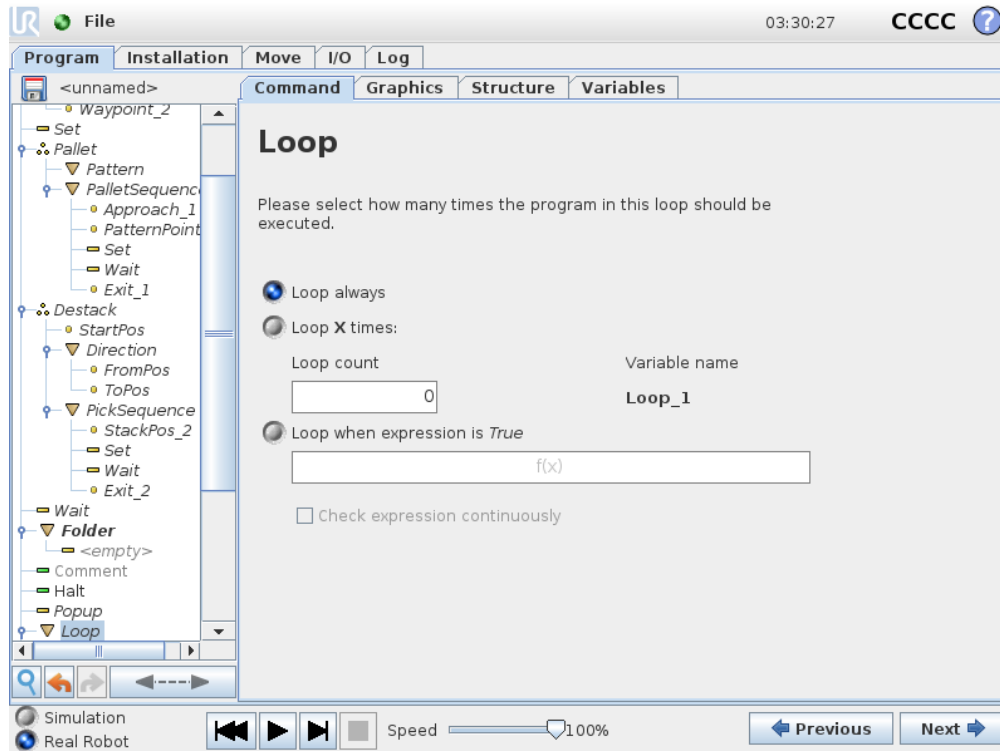 UR File 03:30:27 CCCC ?
Program Installation Move I/O Log
<unnamed> Command Graphics Structure Variables
Waypoint_2
Set
Pallet
Pattern
PalletSequenc
Approach_1
PatternPoint
Set
Wait
Exit_1
Destack
StartPos
Direction
FromPos
ToPos
PickSequence
StackPos_2
Set
Wait
Exit_2
Wait
Folder
<empty>
Comment
Halt
Popup
Loop
Loop
Please select how many times the program in this loop should be
executed.
Loop always
Loop X times:
Loop count Variable name
0 Loop_1
Loop when expression is True
f(x)
Check expression continuously
Simulation
Real Robot
Speed 100% Previous Next